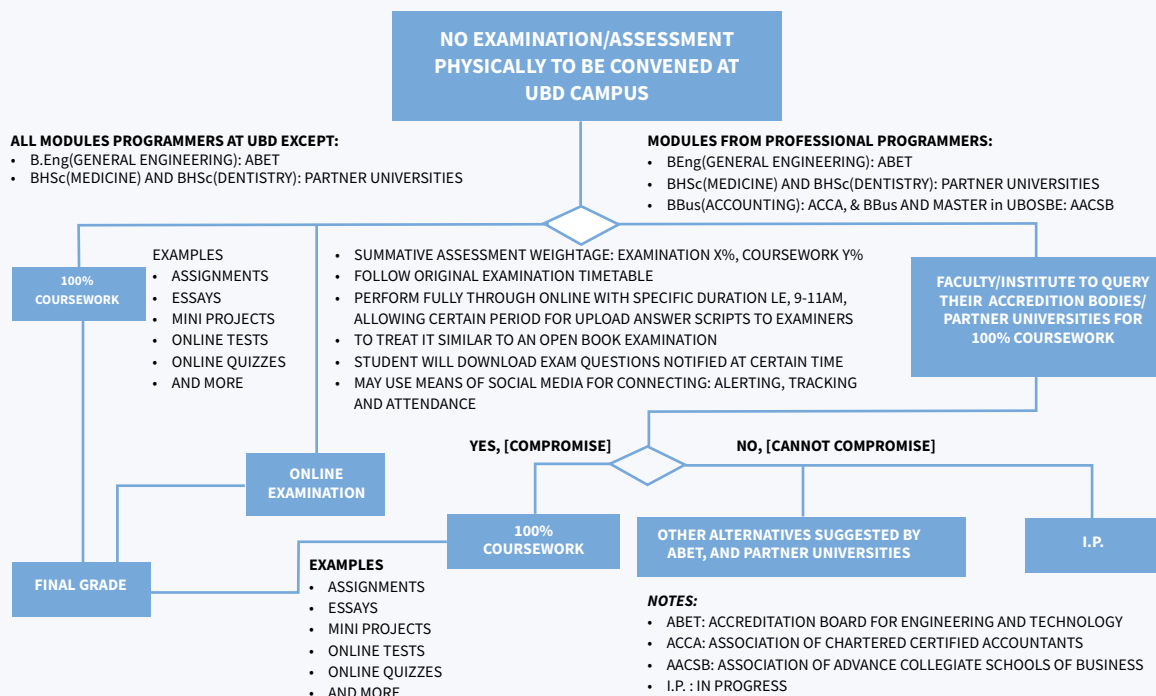 NO EXAMINATION/ASSESSMENT
PHYSICALLY TO BE CONVENED AT
UBD CAMPUS
ALL MODULES PROGRAMMERS AT UBD EXCEPT:
• B.Eng(GENERAL ENGINEERING): ABET
• BHSc(MEDICINE) AND BHSc(DENTISTRY): PARTNER UNIVERSITIES
MODULES FROM PROFESSIONAL PROGRAMMERS:
• BEng(GENERAL ENGINEERING): ABET
• BHSc(MEDICINE) AND BHSc(DENTISTRY): PARTNER UNIVERSITIES
• BBus(ACCOUNTING): ACCA, & BBus AND MASTER in UBOSBE: AACSB
100%
COURSEWORK
EXAMPLES
• ASSIGNMENTS
• ESSAYS
• MINI PROJECTS
• ONLINE TESTS
• ONLINE QUIZZES
• AND MORE
• SUMMATIVE ASSESSMENT WEIGHTAGE: EXAMINATION X%, COURSEWORK Y%
• FOLLOW ORIGINAL EXAMINATION TIMETABLE
• PERFORM FULLY THROUGH ONLINE WITH SPECIFIC DURATION LE, 9-11AM,
ALLOWING CERTAIN PERIOD FOR UPLOAD ANSWER SCRIPTS TO EXAMINERS
• TO TREAT IT SIMILAR TO AN OPEN BOOK EXAMINATION
• STUDENT WILL DOWNLOAD EXAM QUESTIONS NOTIFIED AT CERTAIN TIME
• MAY USE MEANS OF SOCIAL MEDIA FOR CONNECTING: ALERTING, TRACKING
AND ATTENDANCE
FACULTY/INSTITUTE TO QUERY
THEIR ACCREDITION BODIES/
PARTNER UNIVERSITIES FOR
100% COURSEWORK
YES, [COMPROMISE]
NO, [CANNOT COMPROMISE]
ONLINE
EXAMINATION
100%
COURSEWORK
OTHER ALTERNATIVES SUGGESTED BY
ABET, AND PARTNER UNIVERSITIES
I.P.
FINAL GRADE
EXAMPLES
• ASSIGNMENTS
• ESSAYS
• MINI PROJECTS
• ONLINE TESTS
• ONLINE QUIZZES
• AND MORE
NOTES:
• ABET: ACCREDITATION BOARD FOR ENGINEERING AND TECHNOLOGY
• ACCA: ASSOCIATION OF CHARTERED CERTIFIED ACCOUNTANTS
• AACSB: ASSOCIATION OF ADVANCE COLLEGIATE SCHOOLS OF BUSINESS
• I.P. : IN PROGRESS